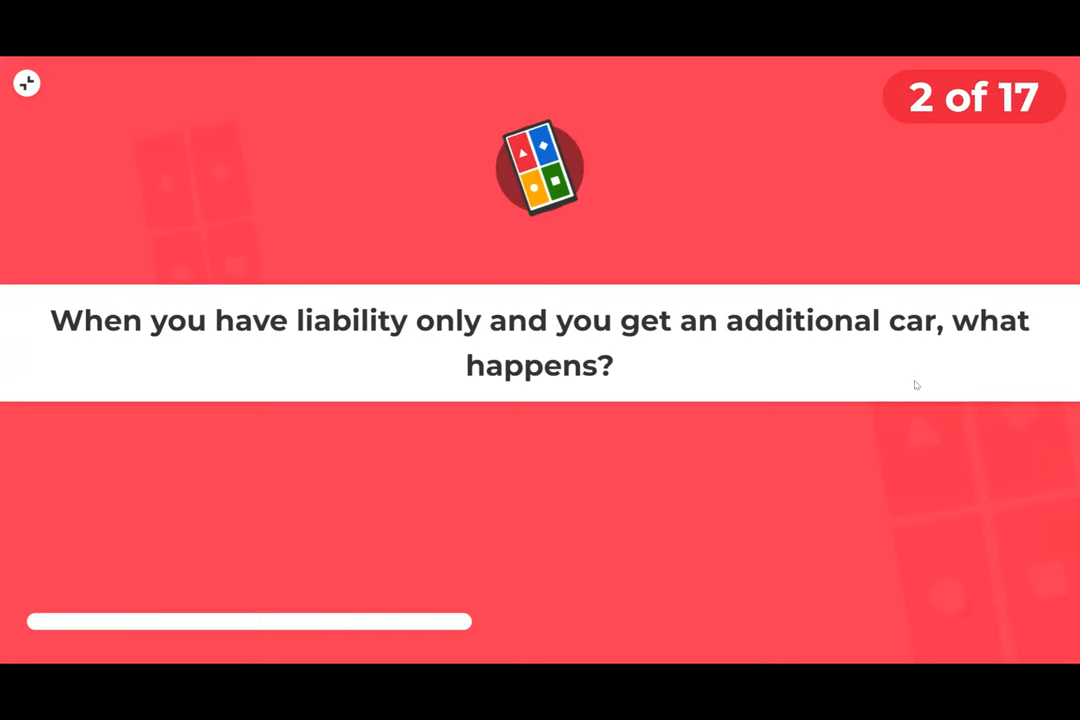 2 of 17
When you have liability only and you get an additional car, what
happens?